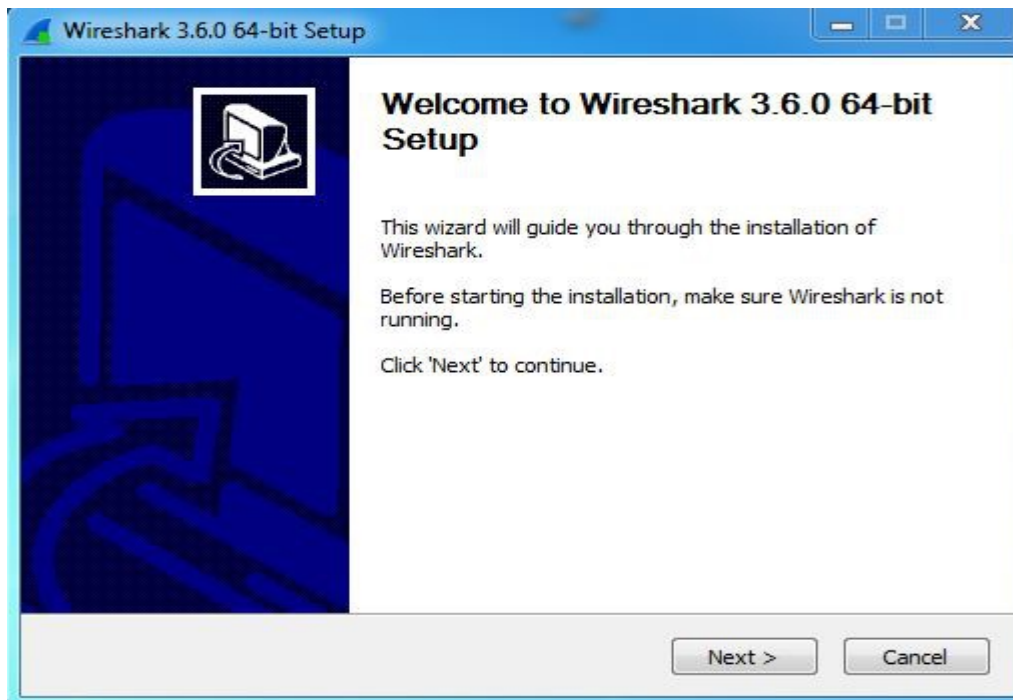 Wireshark 3.6.0 64-bit Setup
Welcome to Wireshark 3.6.0 64-bit
Setup
This wizard will guide you through the installation of
Wireshark.
Before starting the installation, make sure Wireshark is not
running.
Click 'Next' to continue.
Next >
Cancel